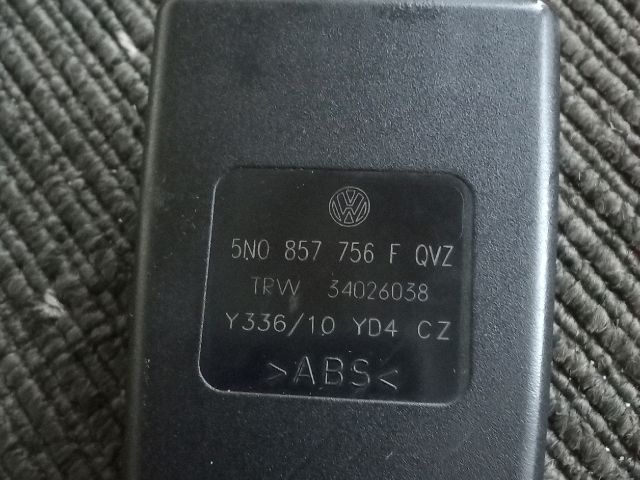 5N0 857 756 F QVZ
TRW 34026038
Y336/10 YD4 CZ
>ABS<